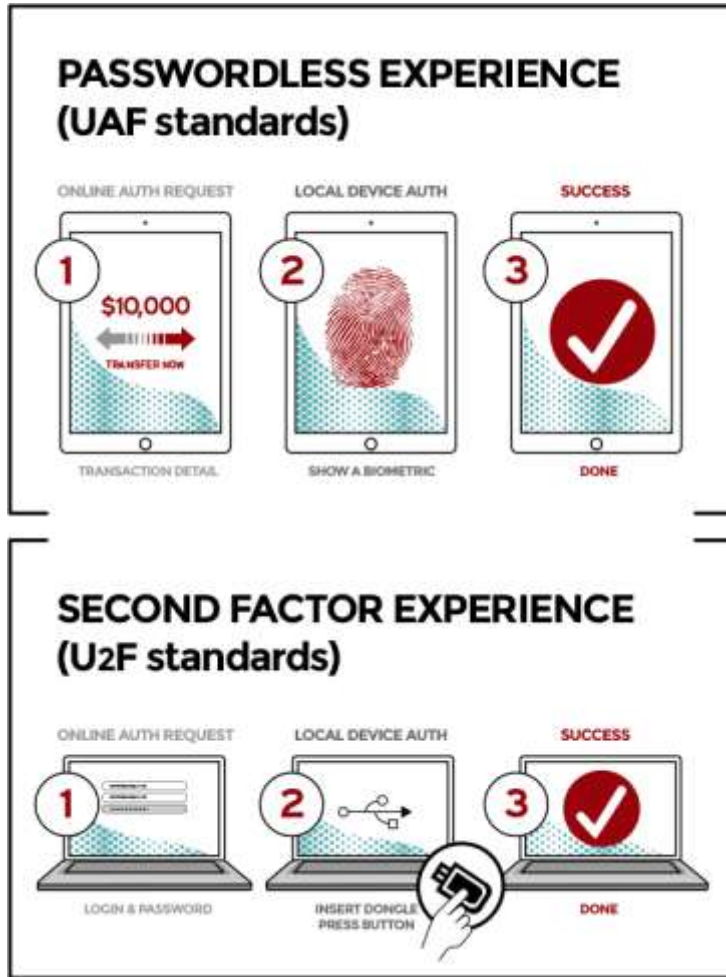 PASSWORDLESS EXPERIENCE
(UAF standards)
ONLINE AUTH REQUEST
LOCAL DEVICE AUTH
SUCCESS
1
2
3
$10,000
TRANSFER NOW
TRANSACTION DETAIL
SHOW A BIOMETRIC
DONE
SECOND FACTOR EXPERIENCE
(U2F standards)
ONLINE AUTH REQUEST
LOCAL DEVICE AUTH
SUCCESS
1
2
3
LOGIN & PASSWORD
INSERT DONGLE
PRESS BUTTON
DONE